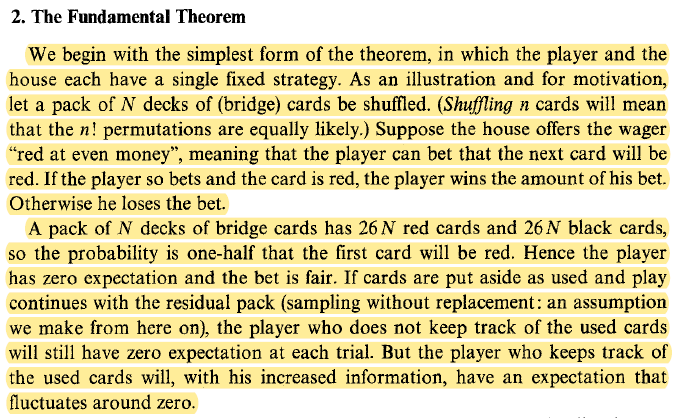 2. The Fundamental Theorem
We begin with the simplest form of the theorem, in which the player and the
house each have a single fixed strategy. As an illustration and for motivation,
let a pack of N decks of (bridge) cards be shuffled. (Shuffling n cards will mean
that the n! permutations are equally likely.) Suppose the house offers the wager
“red at even money”, meaning that the player can bet that the next card will be
red. If the player so bets and the card is red, the player wins the amount of his bet.
Otherwise he loses the bet.
A pack of N decks of bridge cards has 26N red cards and 26N black cards,
so the probability is one-half that the first card will be red. Hence the player
has zero expectation and the bet is fair. If cards are put aside as used and play
continues with the residual pack (sampling without replacement: an assumption
we make from here on), the player who does not keep track of the used cards
will still have zero expectation at each trial. But the player who keeps track of
the used cards will, with his increased information, have an expectation that
fluctuates around zero.